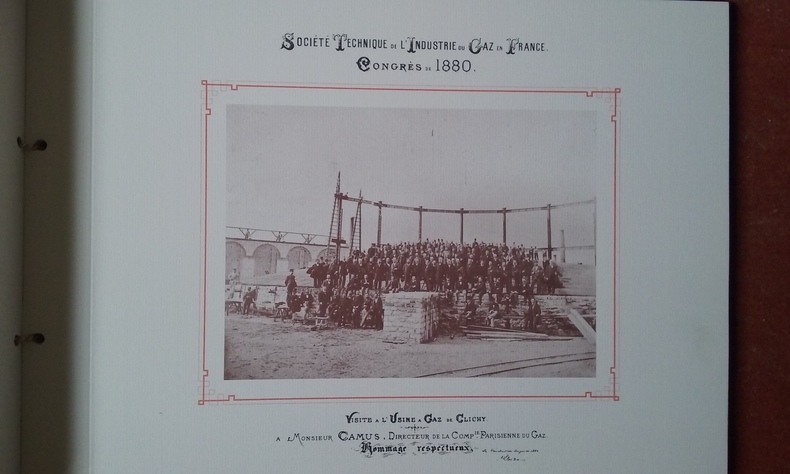 SOCIÉTÉ TECHNIQUE DE L'INDUSTRIE DU GAZ EN FRANCE.
CONGRÈS DE 1880.
VISITE A L'USINE A GAZ DE CLICHY.
A MONSIEUR CAMUS, DIRECTEUR DE LA COMPIE PARISIENNE DU GAZ
Hommage respectueux,